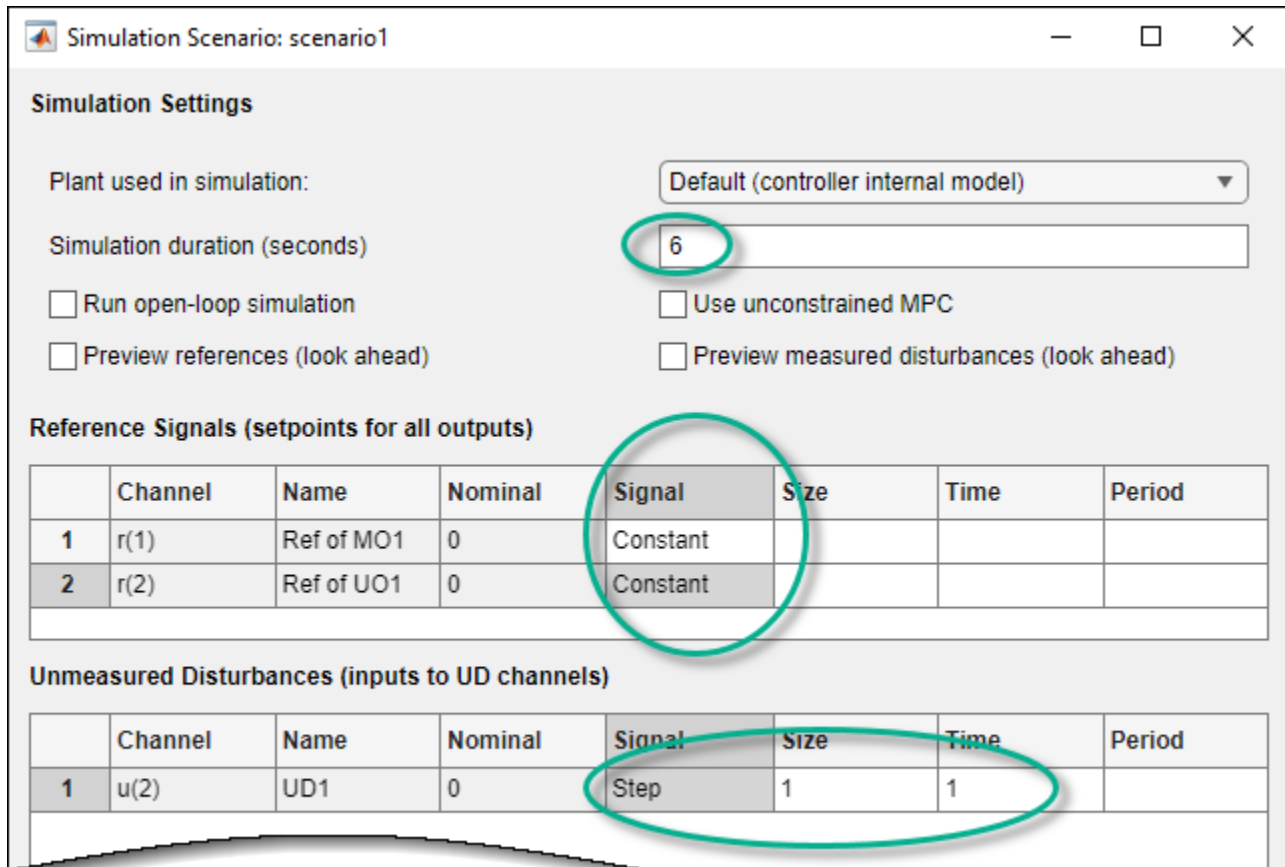 Simulation Scenario: scenario1
Simulation Settings
Plant used in simulation: Default (controller internal model)
Simulation duration (seconds) 6
Run open-loop simulation Use unconstrained MPC
Preview references (look ahead) Preview measured disturbances (look ahead)
Reference Signals (setpoints for all outputs)
Channel Name Nominal Signal Size Time Period
1 r(1) Ref of MO1 0 Constant
2 r(2) Ref of UO1 0 Constant
Unmeasured Disturbances (inputs to UD channels)
Channel Name Nominal Signal Size Time Period
1 u(2) UD1 0 Step 1 1